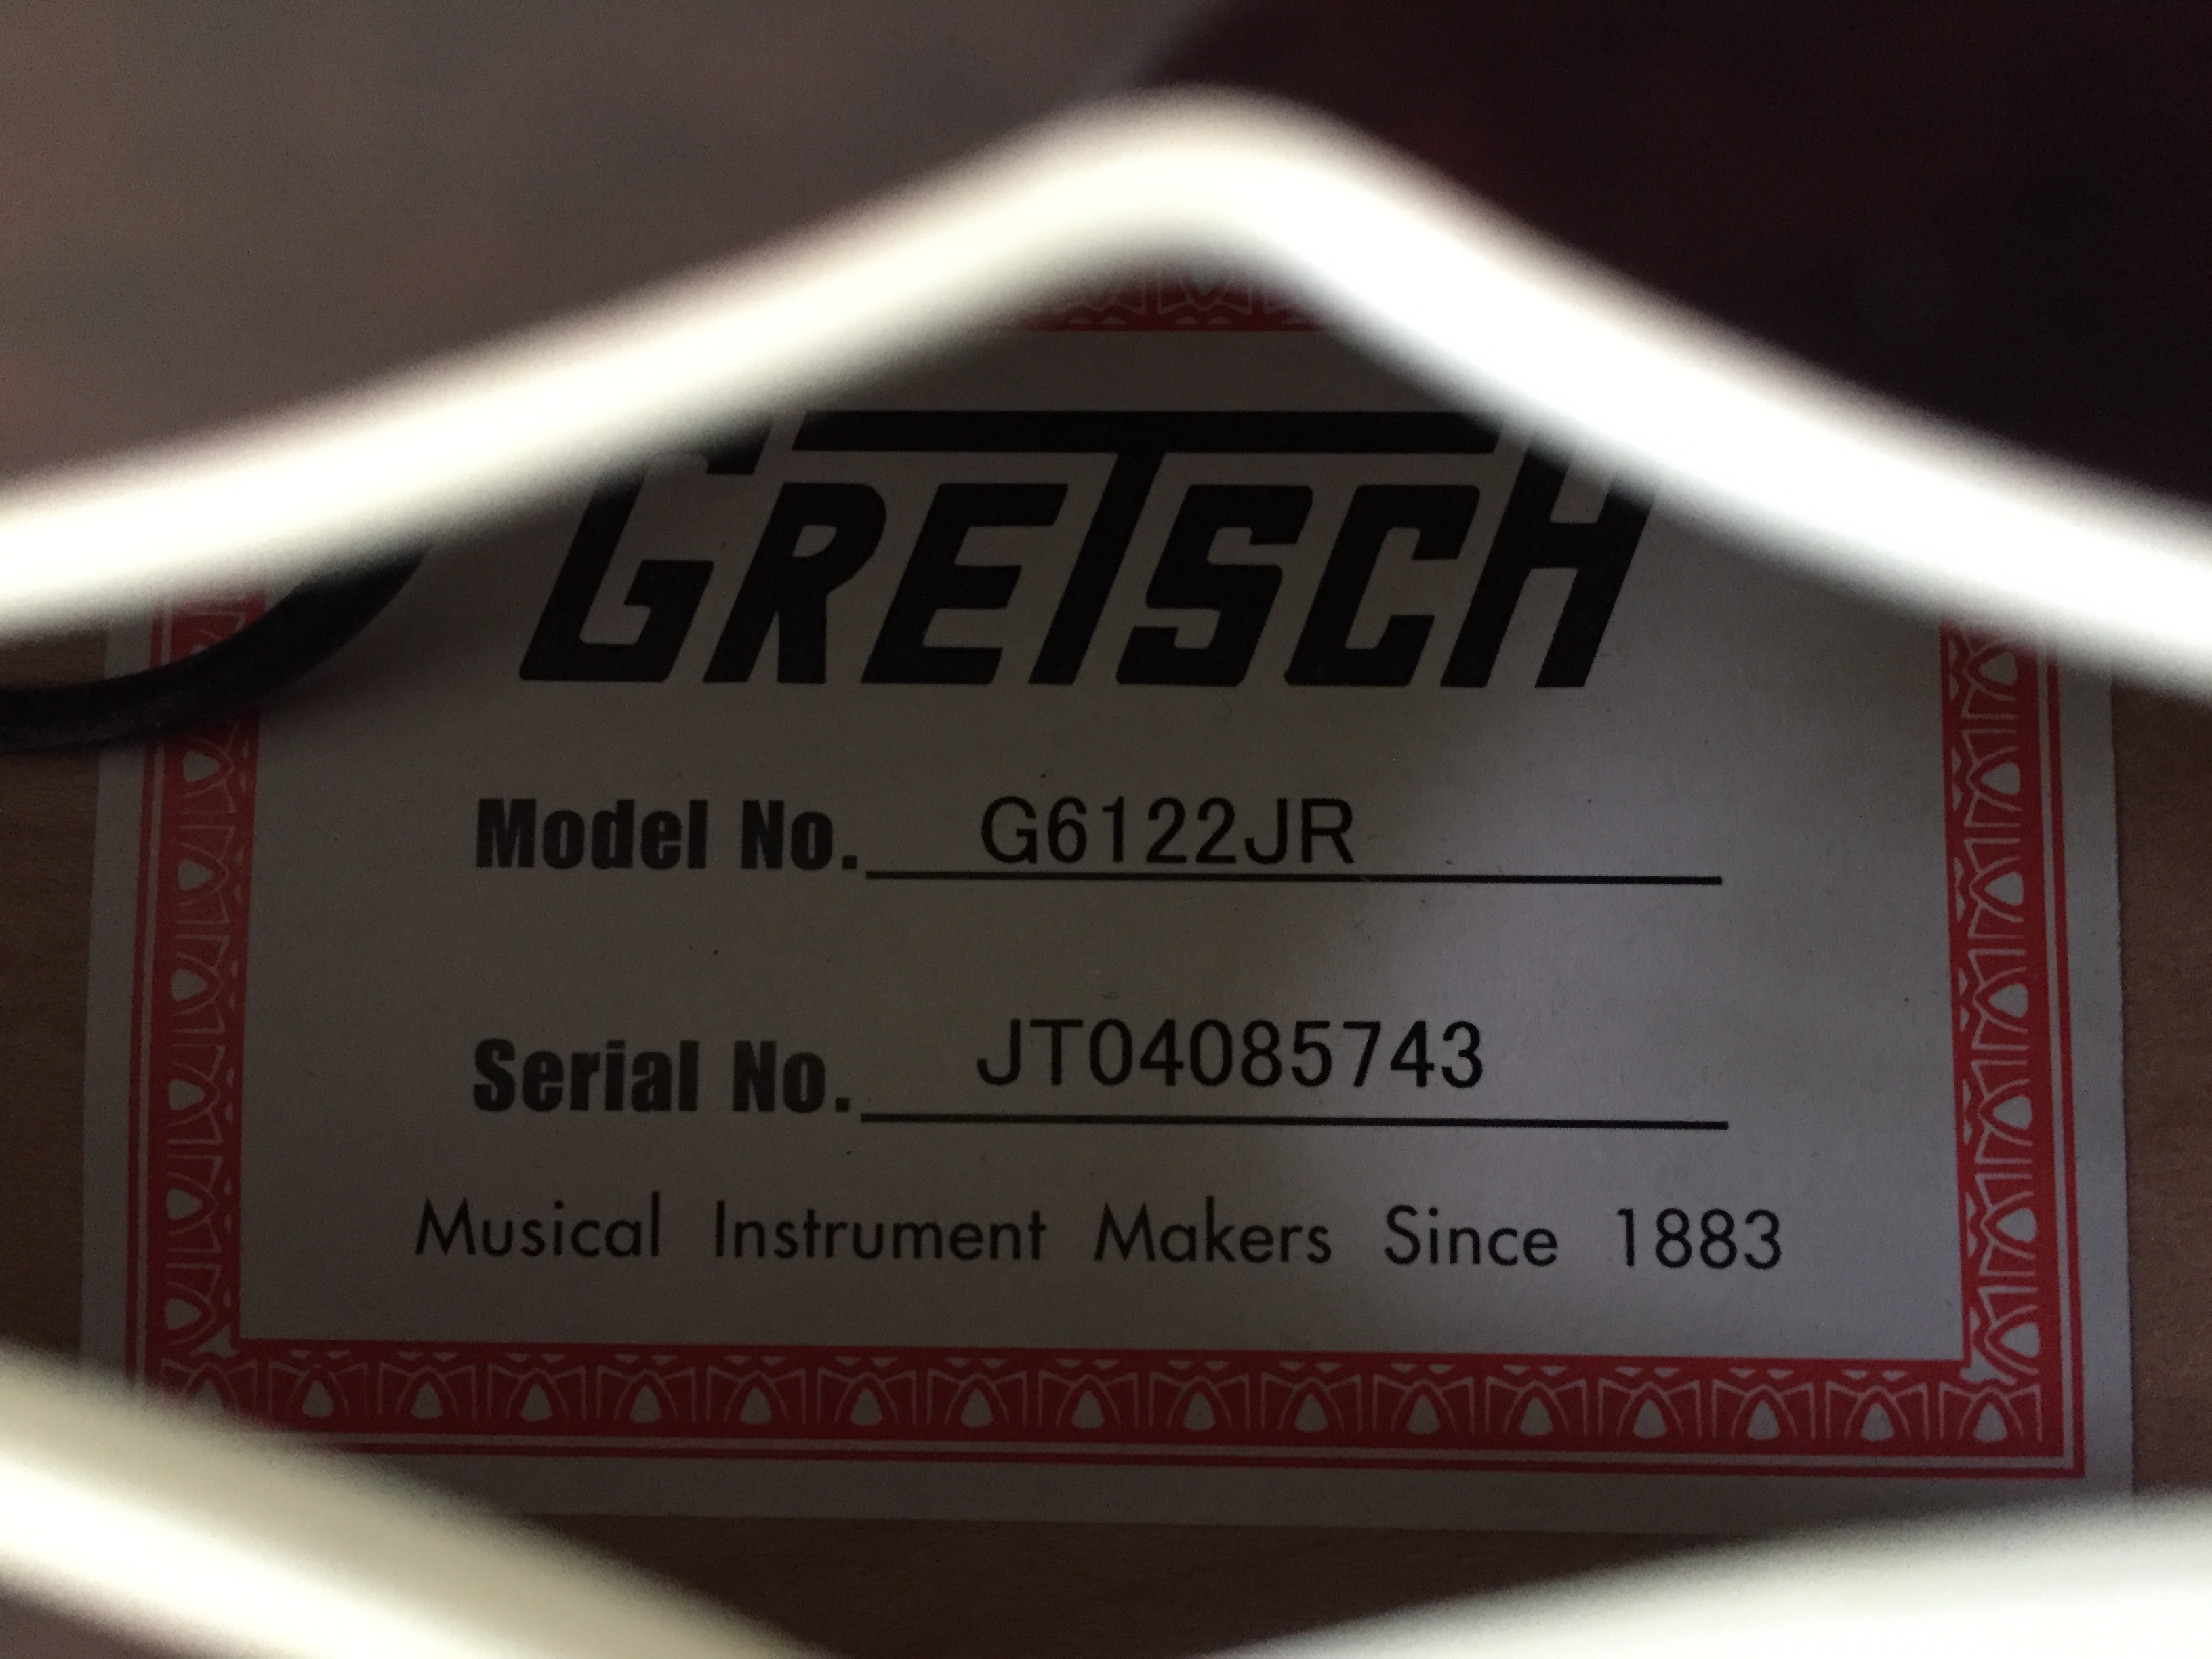 GRETSCH
Model No. G6122JR
Serial No. JT04085743
Musical Instrument Makers Since 1883